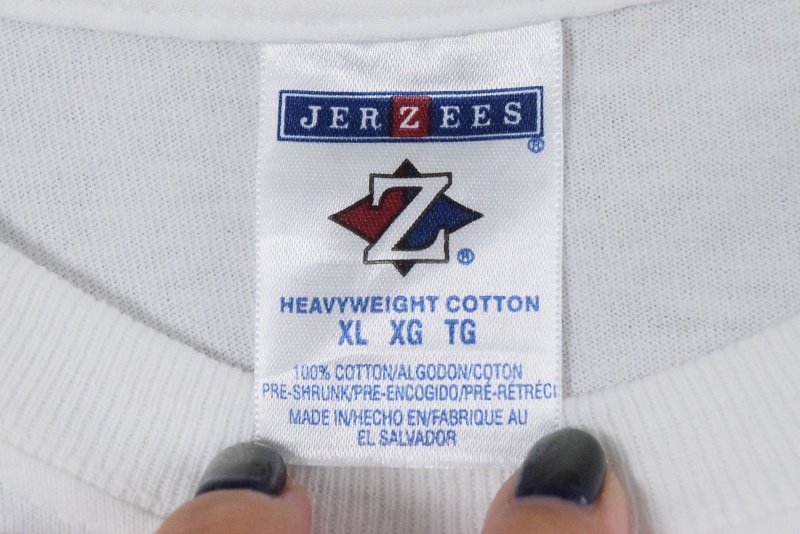 JERZEES
®
Z
®
HEAVYWEIGHT COTTON
XL XG TG
100% COTTON/ALGODON/COTON
PRE-SHRUNK/PRE-ENCOGIDO/PRÉ-RÉTRÉCI
MADE IN/HECHO EN/FABRIQUE AU
EL SALVADOR